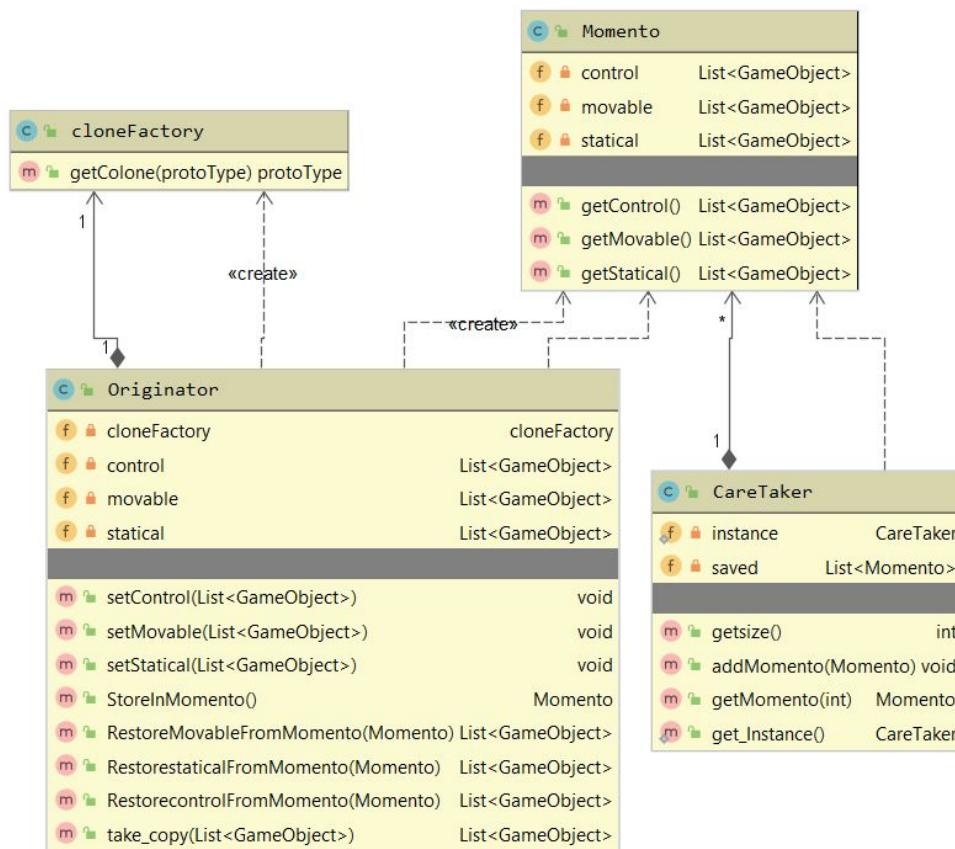 Momento
control List<GameObject>
movable List<GameObject>
statical List<GameObject>
getControl() List<GameObject>
getMovable() List<GameObject>
getStatical() List<GameObject>
cloneFactory
getColone(protoType) protoType
1
«create»
1
«create»
*
1
Originator
cloneFactory cloneFactory
control List<GameObject>
movable List<GameObject>
statical List<GameObject>
setControl(List<GameObject>) void
setMovable(List<GameObject>) void
setStatical(List<GameObject>) void
StoreInMomento() Momento
RestoreMovableFromMomento(Momento) List<GameObject>
RestorestaticalFromMomento(Momento) List<GameObject>
RestorecontrolFromMomento(Momento) List<GameObject>
take_copy(List<GameObject>) List<GameObject>
CareTaker
instance CareTaker
saved List<Momento>
getsize() int
addMomento(Momento) void
getMomento(int) Momento
get_Instance() CareTaker